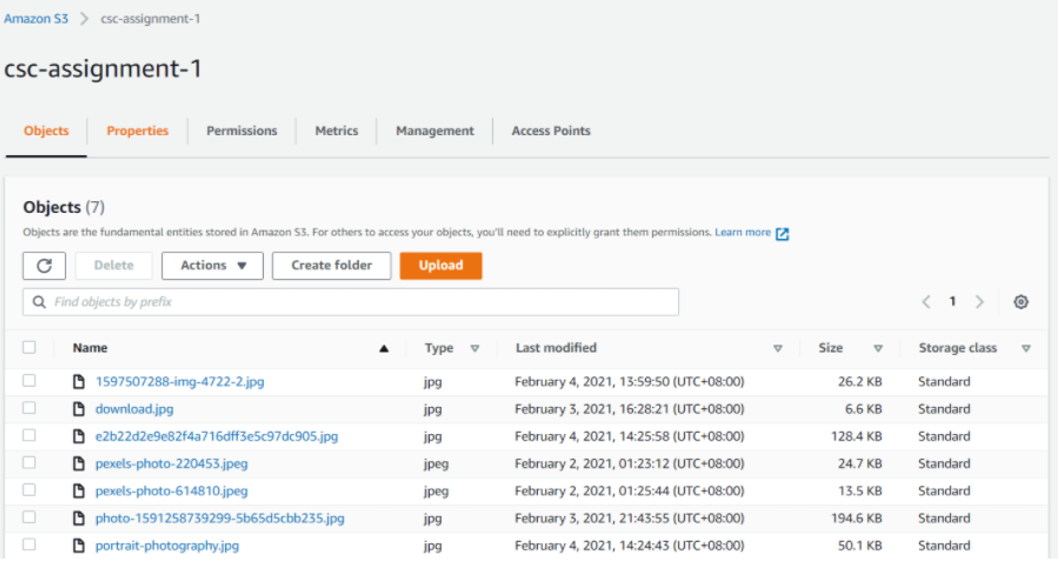 Amazon S3 > csc-assignment-1
csc-assignment-1
Objects Properties Permissions Metrics Management Access Points
Objects (7)
Objects are the fundamental entities stored in Amazon S3. For others to access your objects, you'll need to explicitly grant them permissions. Learn more
Delete Actions Create folder Upload
Find objects by prefix 1
Name Type Last modified Size Storage class
1597507288-img-4722-2.jpg jpg February 4, 2021, 13:59:50 (UTC+08:00) 26.2 KB Standard
download.jpg jpg February 3, 2021, 16:28:21 (UTC+08:00) 6.6 KB Standard
e2b22d2e9e82f4a716dff3e5c97dc905.jpg jpg February 4, 2021, 14:25:58 (UTC+08:00) 128.4 KB Standard
pexels-photo-220453.jpeg jpeg February 2, 2021, 01:23:12 (UTC+08:00) 24.7 KB Standard
pexels-photo-614810.jpeg jpeg February 2, 2021, 01:25:44 (UTC+08:00) 13.5 KB Standard
photo-1591258739299-5b65d5cbb235.jpg jpg February 3, 2021, 21:43:55 (UTC+08:00) 194.6 KB Standard
portrait-photography.jpg jpg February 4, 2021, 14:24:43 (UTC+08:00) 50.1 KB Standard